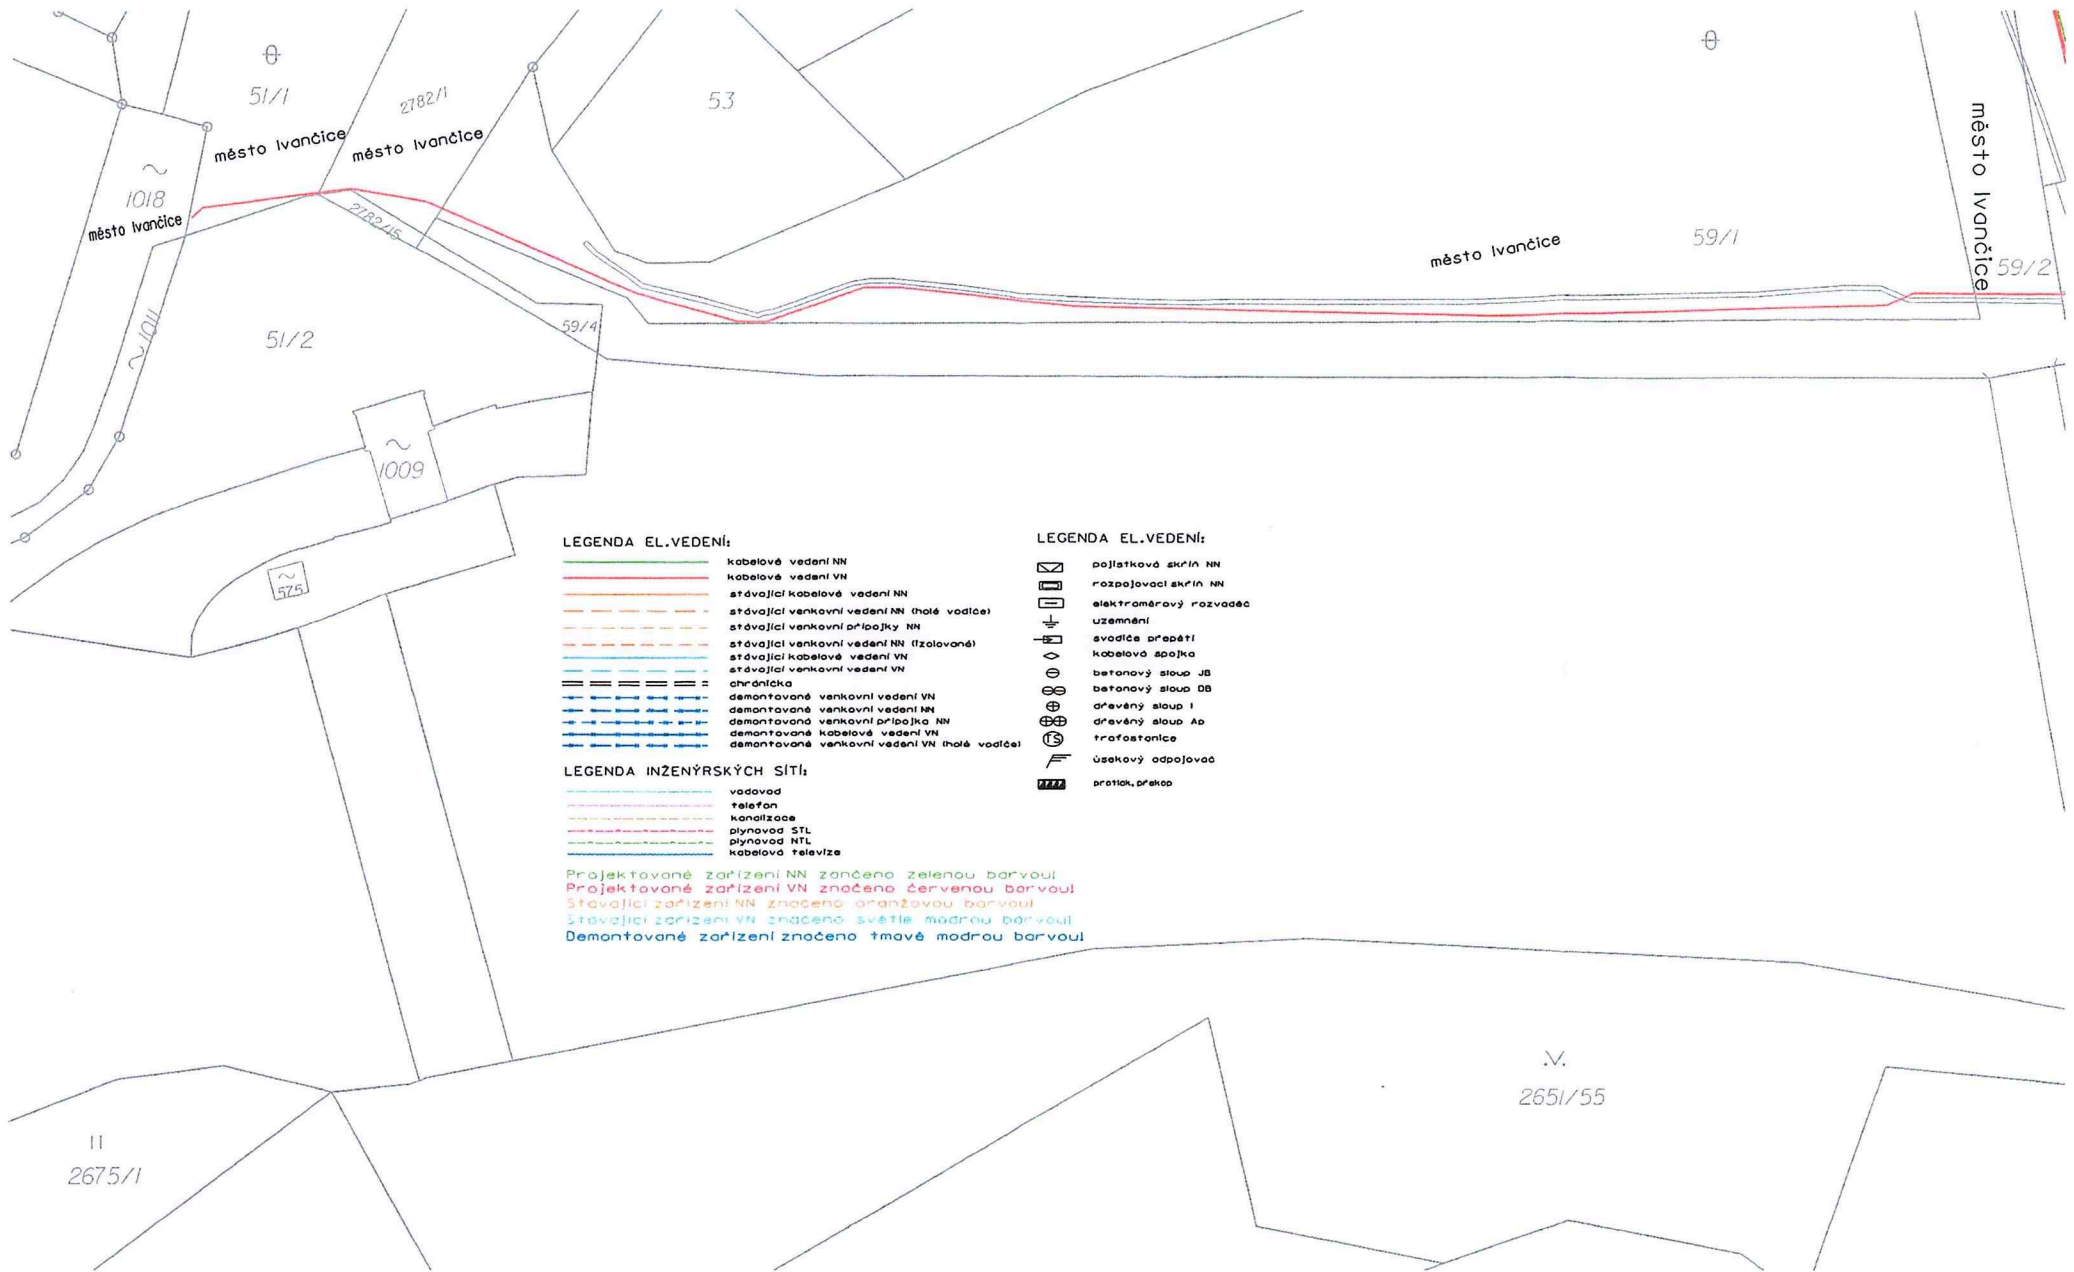 51/1
2782/1
53
město Ivančice
město Ivančice
město Ivančice
1018
město Ivančice
2782/15
město Ivančice
59/1
59/2
1011
51/2
59/4
1009
575
LEGENDA EL.VEDENÍ:
kabelové vedení NN
kabelové vedení VN
stávající kabelové vedení NN
stávající venkovní vedení NN (holé vodiče)
stávající venkovní přípojky NN
stávající venkovní vedení NN (izolované)
stávající kabelové vedení VN
stávající venkovní vedení VN
chránička
demontované venkovní vedení VN
demontované venkovní vedení NN
demontovaná venkovní přípojka NN
demontované kabelové vedení VN
demontované venkovní vedení VN (holé vodiče)
LEGENDA EL.VEDENÍ:
pojistková skříň NN
rozpojovací skříň NN
elektroměrový rozvaděč
uzemnění
svodiče přepětí
kabelová spojka
betonový sloup JB
betonový sloup DB
dřevěný sloup I
dřevěný sloup Ap
TS trafostanice
úsekový odpojovač
protlak, překop
LEGENDA INŽENÝRSKÝCH SÍTÍ:
vodovod
telefon
kanalizace
plynovod STL
plynovod NTL
kabelová televize
Projektované zařízení NN zančeno zelenou barvou!
Projektované zařízení VN značeno červenou barvou!
Stávající zařízení NN značeno oranžovou barvou!
Stávající zařízení VN značeno světle modrou barvou!
Demontované zařízení značeno tmavě modrou barvou!
2651/55
2675/1